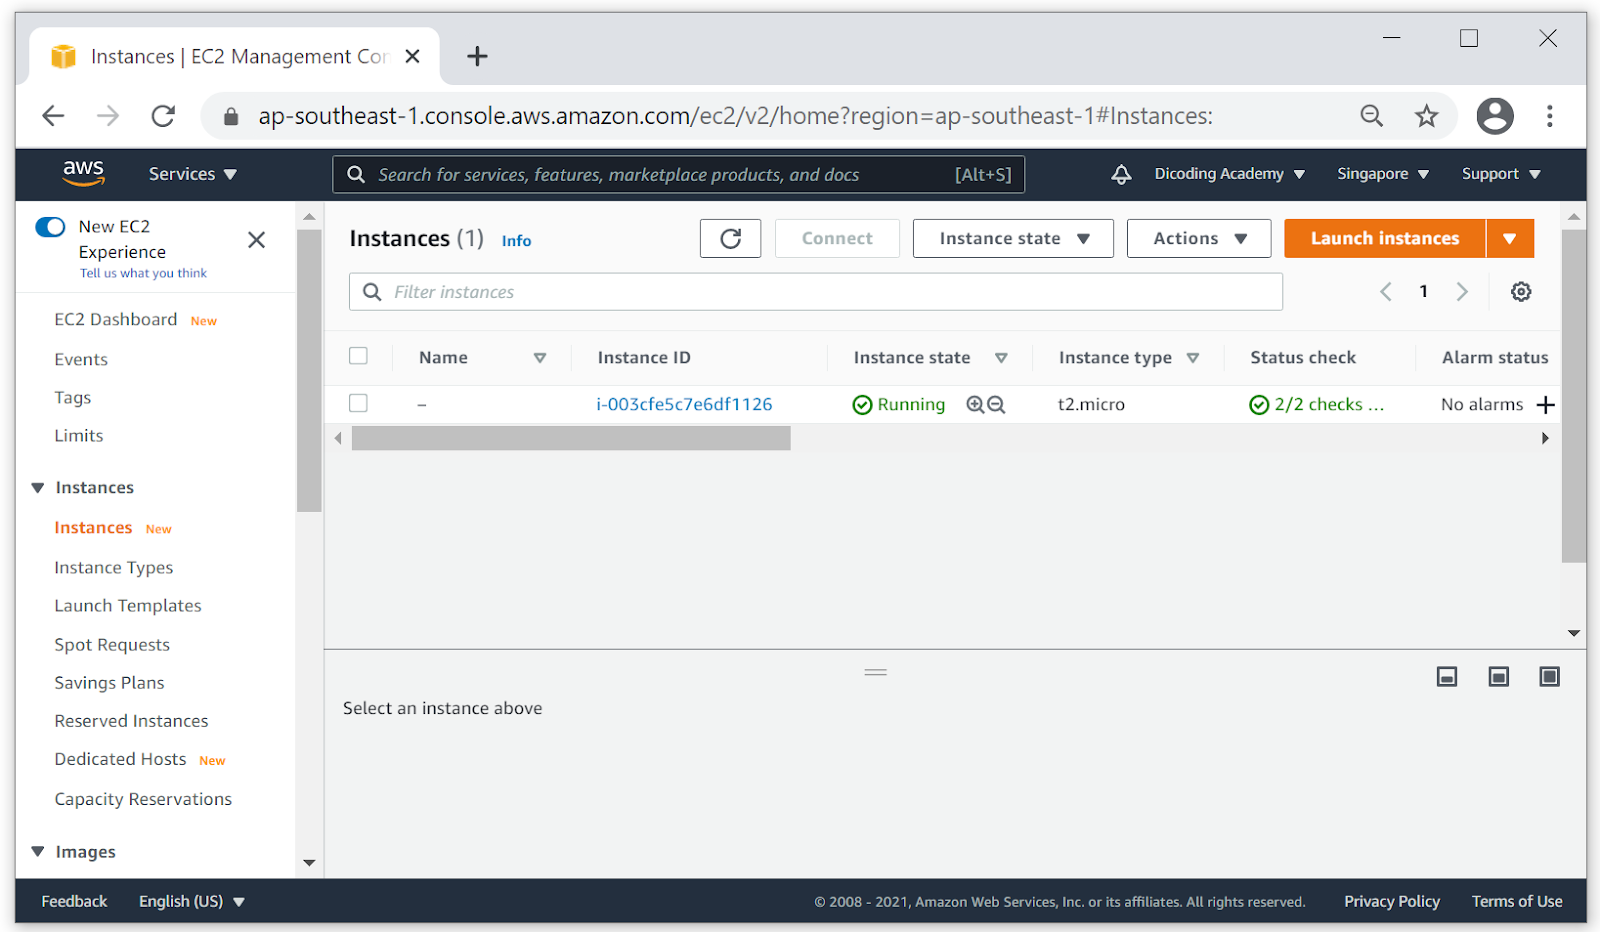 Instances | EC2 Management Con
ap-southeast-1.console.aws.amazon.com/ec2/v2/home?region=ap-southeast-1#Instances:
aws Services Search for services, features, marketplace products, and docs [Alt+S] Dicoding Academy Singapore Support
New EC2
Experience
Tell us what you think
EC2 Dashboard New
Events
Tags
Limits
Instances
Instances New
Instance Types
Launch Templates
Spot Requests
Savings Plans
Reserved Instances
Dedicated Hosts New
Capacity Reservations
Images
Instances (1) Info Connect Instance state Actions Launch instances
Filter instances 1
Name Instance ID Instance state Instance type Status check Alarm status
– i-003cfe5c7e6df1126 Running t2.micro 2/2 checks ... No alarms
Select an instance above
Feedback English (US) © 2008 - 2021, Amazon Web Services, Inc. or its affiliates. All rights reserved. Privacy Policy Terms of Use